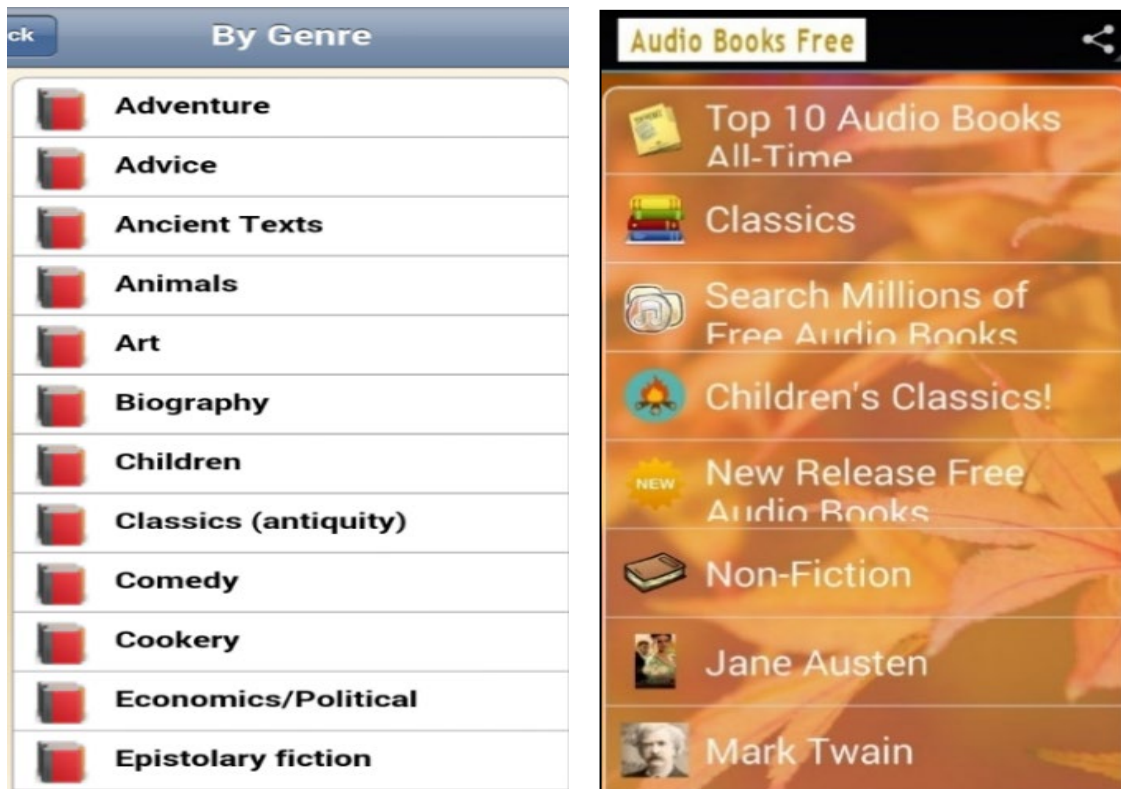 ck
By Genre
Adventure
Advice
Ancient Texts
Animals
Art
Biography
Children
Classics (antiquity)
Comedy
Cookery
Economics/Political
Epistolary fiction
Audio Books Free
Top 10 Audio Books
All-Time
Classics
Search Millions of
Free Audio Books
Children's Classics!
NEW
New Release Free
Audio Books
Non-Fiction
Jane Austen
Mark Twain